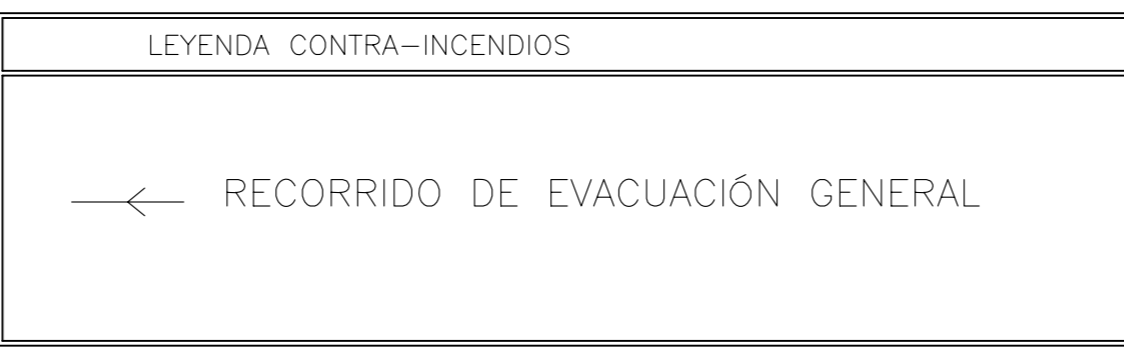 LEYENDA CONTRA-INCENDIOS
RECORRIDO DE EVACUACIÓN GENERAL